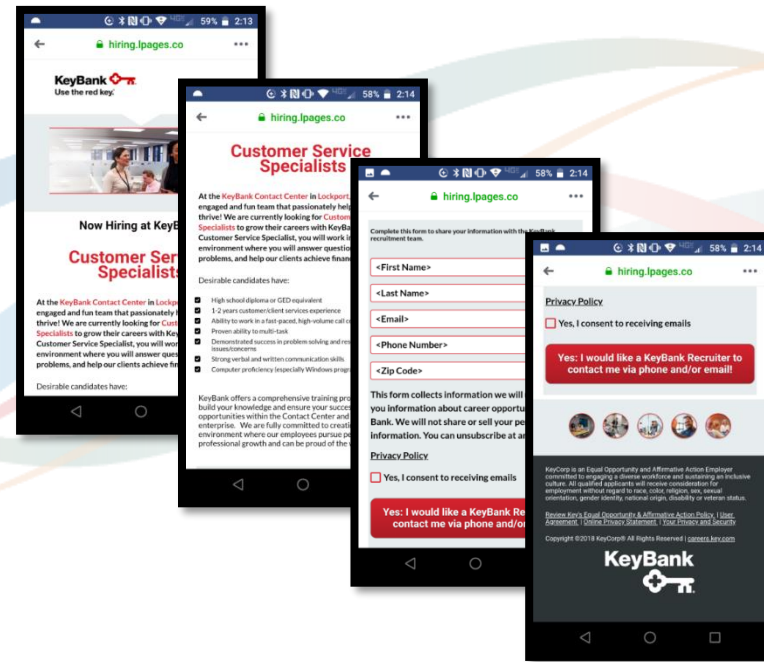 59% 2:13
hiring.lpages.co
KeyBank
Use the red key.
Now Hiring at KeyB
Customer Ser
Specialists
At the KeyBank Contact Center in Lockpo
engaged and fun team that passionately help
thrive! We are currently looking for Cust
Specialists to grow their careers with Key
Customer Service Specialist, you will wor
environment where you will answer ques
problems, and help our clients achieve fin
Desirable candidates have:
58% 2:14
hiring.lpages.co
Customer Service
Specialists
At the KeyBank Contact Center in Lockport,
engaged and fun team that passionately help
thrive! We are currently looking for Custom
Specialists to grow their careers with KeyBa
Customer Service Specialist, you will work i
environment where you will answer question
problems, and help our clients achieve financ
Desirable candidates have:
High school diploma or GED equivalent
1-2 years customer/client services experience
Ability to work in a fast-paced, high-volume call c
Proven ability to multi-task
Demonstrated success in problem solving and res
issues/concerns
Strong verbal and written communication skills
Computer proficiency (especially Windows progr
KeyBank offers a comprehensive training pro
build your knowledge and ensure your succes
opportunities within the Contact Center and
enterprise. We are fully committed to creati
environment where our employees pursue pe
professional growth and can be proud of the
58% 2:14
hiring.lpages.co
Complete this form to share your information with the KeyBank
recruitment team.
<First Name>
<Last Name>
<Email>
<Phone Number>
<Zip Code>
This form collects information we will
you information about career opportu
Bank. We will not share or sell your pe
information. You can unsubscribe at a
Privacy Policy
Yes, I consent to receiving emails
Yes: I would like a KeyBank Re
contact me via phone and/o
58% 2:14
hiring.lpages.co
Privacy Policy
Yes, I consent to receiving emails
Yes: I would like a KeyBank Recruiter to
contact me via phone and/or email!
KeyCorp is an Equal Opportunity and Affirmative Action Employer
committed to engaging a diverse workforce and sustaining an inclusive
culture. All qualified applicants will receive consideration for
employment without regard to race, color, religion, sex, sexual
orientation, gender identity, national origin, disability or veteran status.
Review Key's Equal Opportunity & Affirmative Action Policy. | User
Agreement | Online Privacy Statement | Your Privacy and Security
Copyright ©2018 KeyCorp® All Rights Reserved | careers.key.com
KeyBank